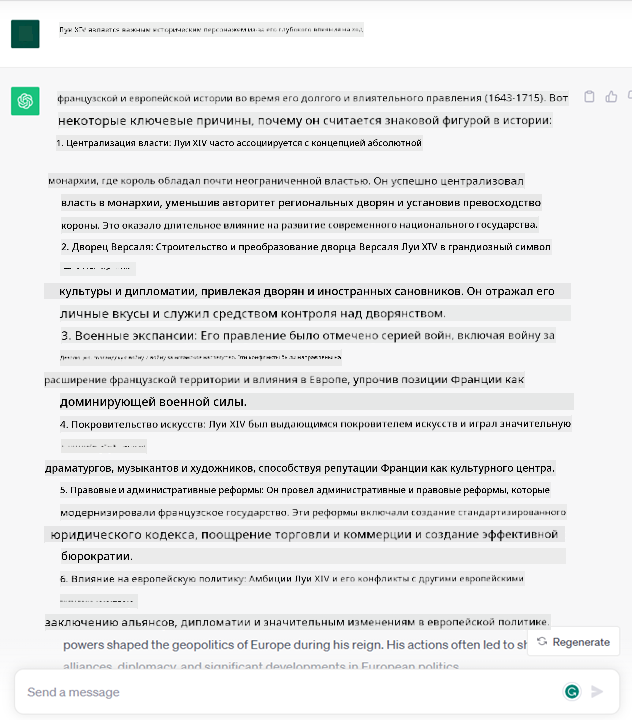 Луи XIV является важным историческим персонажем из-за его глубокого влияния на ход
французской и европейской истории во время его долгого и влиятельного правления (1643-1715). Вот
некоторые ключевые причины, почему он считается знаковой фигурой в истории:
1. Централизация власти: Луи XIV часто ассоциируется с концепцией абсолютной
монархии, где король обладал почти неограниченной властью. Он успешно централизовал
власть в монархии, уменьшив авторитет региональных дворян и установив превосходство
короны. Это оказало длительное влияние на развитие современного национального государства.
2. Дворец Версаля: Строительство и преобразование дворца Версаля Луи XIV в грандиозный символ
культуры и дипломатии, привлекая дворян и иностранных сановников. Он отражал его
личные вкусы и служил средством контроля над дворянством.
3. Военные экспансии: Его правление было отмечено серией войн, включая войну за
Эти конфликты были направлены на
расширение французской территории и влияния в Европе, упрочив позиции Франции как
доминирующей военной силы.
4. Покровительство искусств: Луи XIV был выдающимся покровителем искусств и играл значительную
драматургов, музыкантов и художников, способствуя репутации Франции как культурного центра.
5. Правовые и административные реформы: Он провел административные и правовые реформы, которые
модернизировали французское государство. Эти реформы включали создание стандартизированного
юридического кодекса, поощрение торговли и коммерции и создание эффективной
бюрократии.
6. Влияние на европейскую политику: Амбиции Луи XIV и его конфликты с другими европейскими
заключению альянсов, дипломатии и значительным изменениям в европейской политике.
powers shaped the geopolitics of Europe during his reign. His actions often led to sh
Regenerate
alliances, diplomacy, and significant developments in European politics.
Send a message